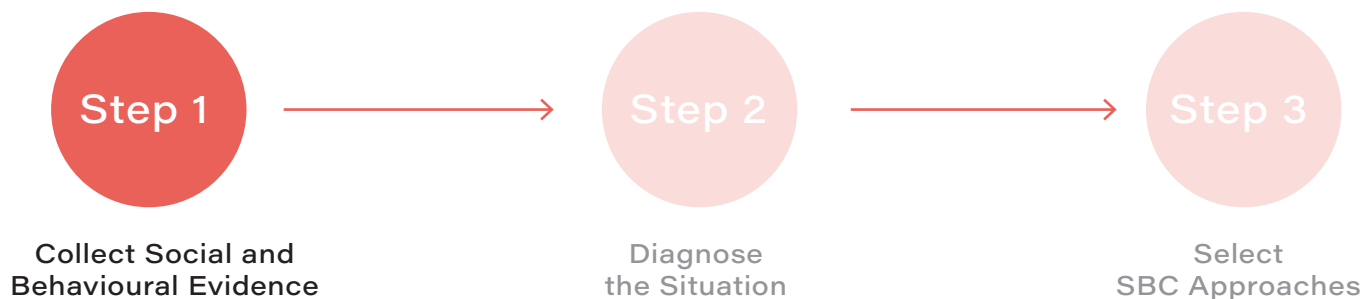 Step 1
Step 2
Step 3
Collect Social and
Behavioural Evidence
Diagnose
the Situation
Select
SBC Approaches